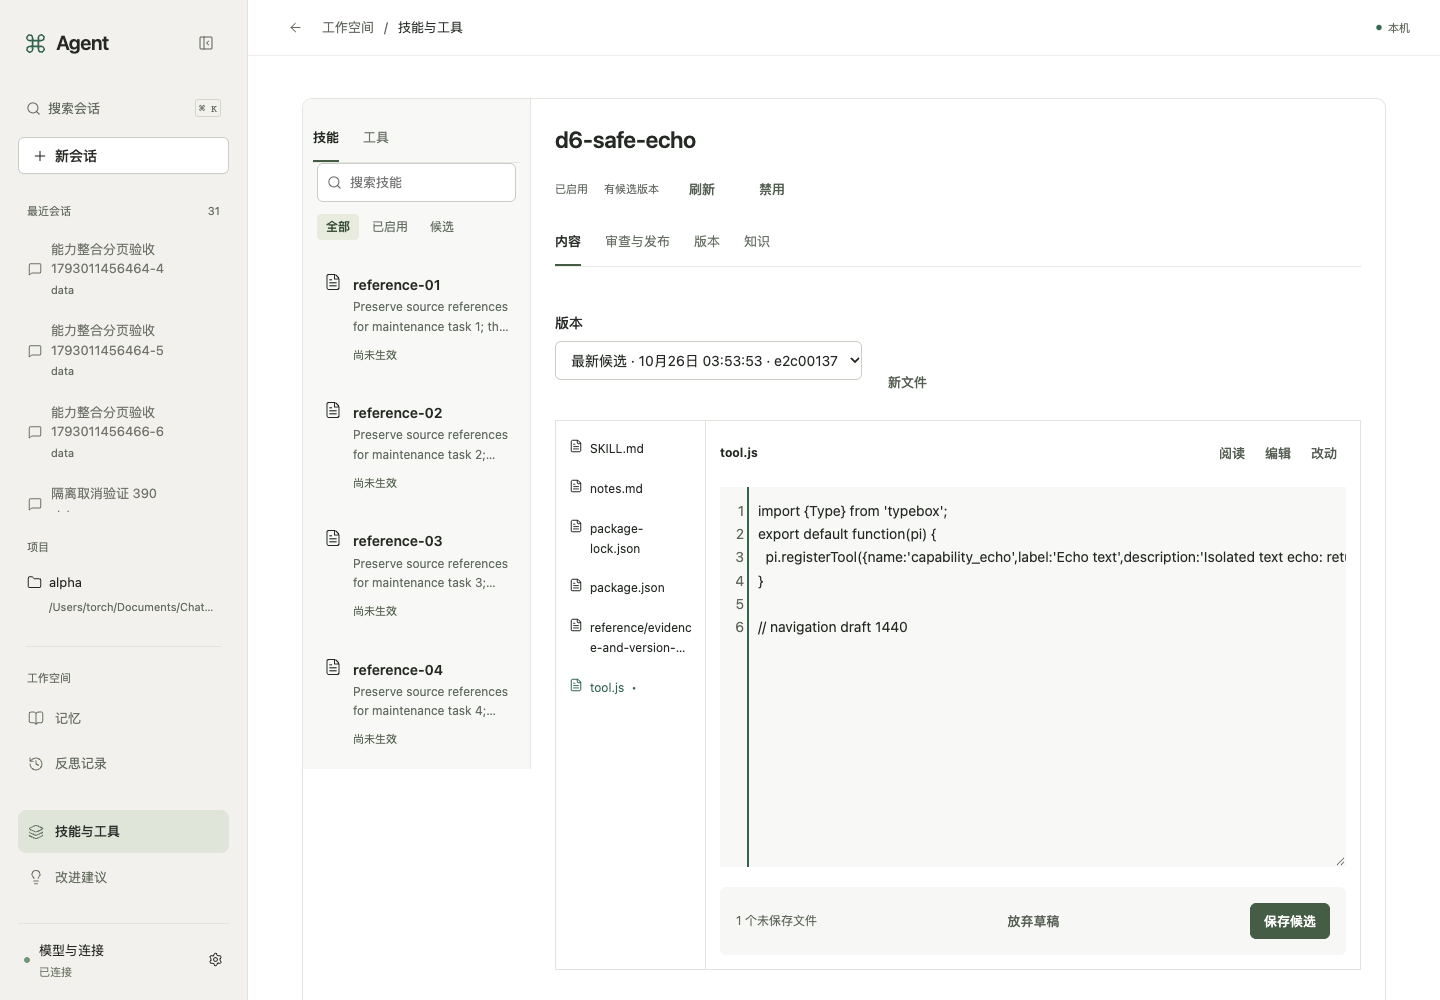 Agent
搜索会话
⌘ K
新会话
最近会话 31
能力整合分页验收
1793011456464-4
data
能力整合分页验收
1793011456464-5
data
能力整合分页验收
1793011456466-6
data
隔离取消验证 390
项目
alpha
/Users/torch/Documents/Chat...
工作空间
记忆
反思记录
技能与工具
改进建议
模型与连接
已连接
工作空间 / 技能与工具
本机
技能 工具
搜索技能
全部 已启用 候选
reference-01
Preserve source references
for maintenance task 1; th...
尚未生效
reference-02
Preserve source references
for maintenance task 2;...
尚未生效
reference-03
Preserve source references
for maintenance task 3;...
尚未生效
reference-04
Preserve source references
for maintenance task 4;...
尚未生效
d6-safe-echo
已启用 有候选版本 刷新 禁用
内容 审查与发布 版本 知识
版本
最新候选 · 10月26日 03:53:53 · e2c00137
新文件
SKILL.md
notes.md
package-
lock.json
package.json
reference/evidenc
e-and-version-...
tool.js •
tool.js 阅读 编辑 改动
1 import {Type} from 'typebox';
2 export default function(pi) {
3 pi.registerTool({name:'capability_echo',label:'Echo text',description:'Isolated text echo:
4 }
5
6 // navigation draft 1440
1 个未保存文件 放弃草稿 保存候选